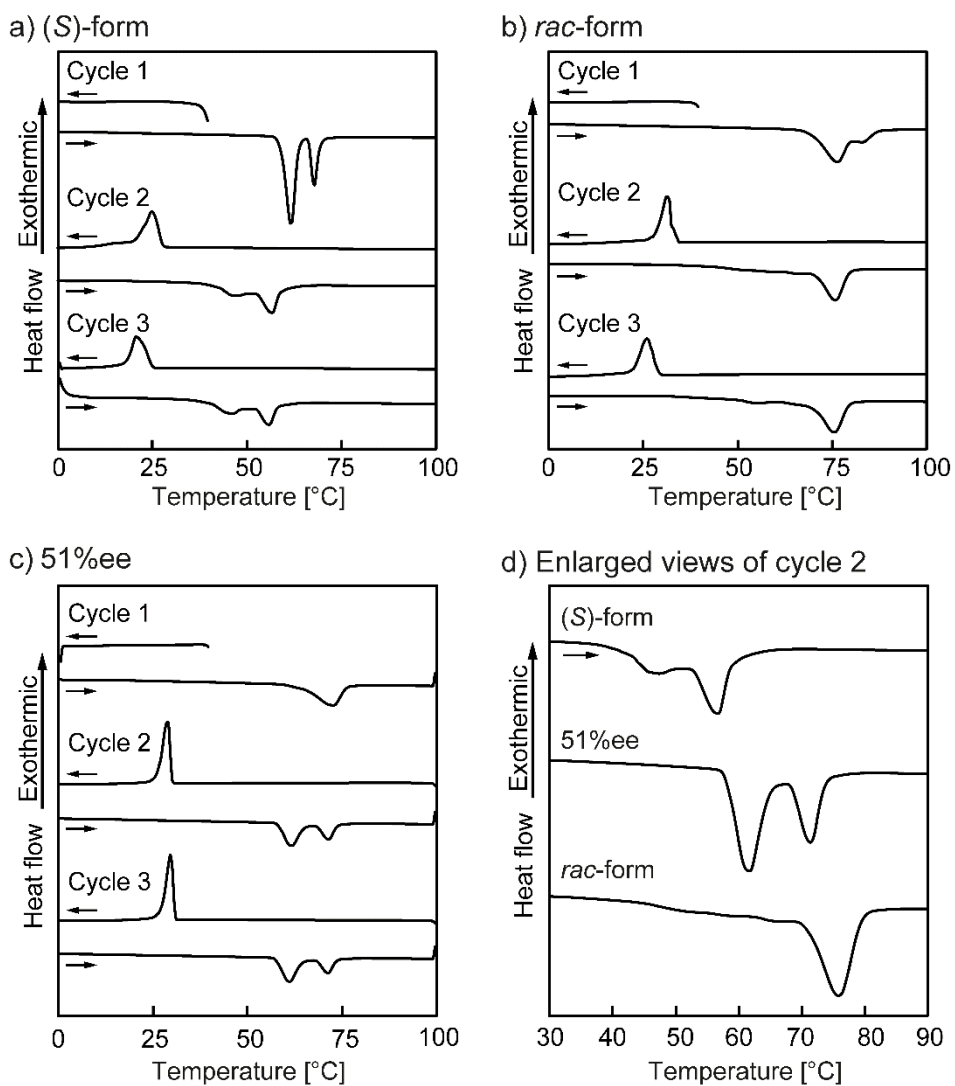 a) (S)-form
Cycle 1
Cycle 2
Cycle 3
Heat flow Exothermic
0 25 50 75 100
Temperature [°C]
b) rac-form
Cycle 1
Cycle 2
Cycle 3
Heat flow Exothermic
0 25 50 75 100
Temperature [°C]
c) 51%ee
Cycle 1
Cycle 2
Cycle 3
Heat flow Exothermic
0 25 50 75 100
Temperature [°C]
d) Enlarged views of cycle 2
(S)-form
51%ee
rac-form
Heat flow Exothermic
30 40 50 60 70 80 90
Temperature [°C]